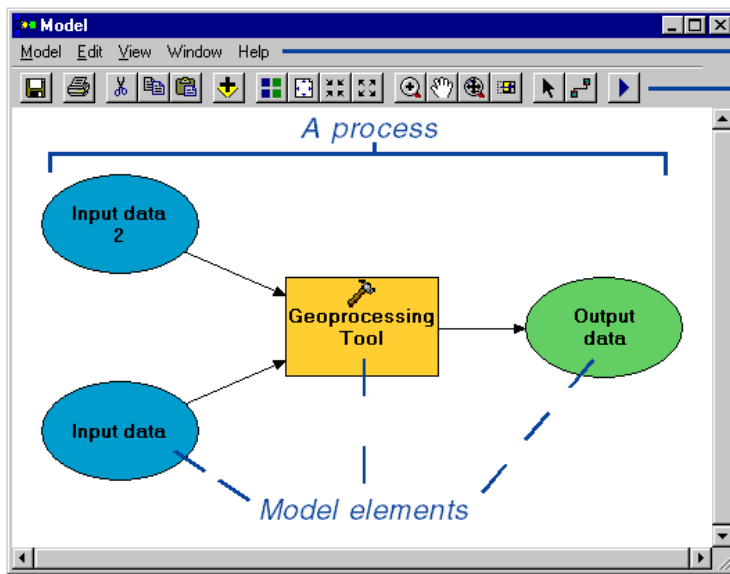 Model
Model Edit View Window Help
A process
Input data
2
Geoprocessing
Tool
Output
data
Input data
Model elements